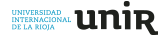 UNIVERSIDAD
INTERNACIONAL
DE LA RIOJA
unir